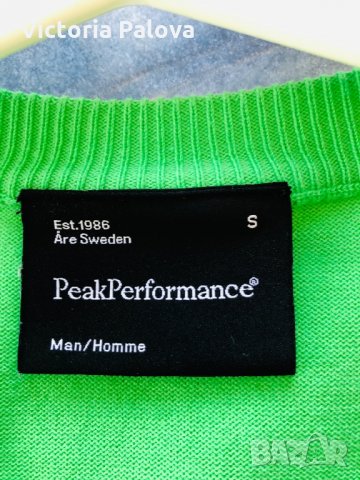 Victoria Palova
Est.1986
Åre Sweden
S
PeakPerformance®
Man/Homme
BAZAR